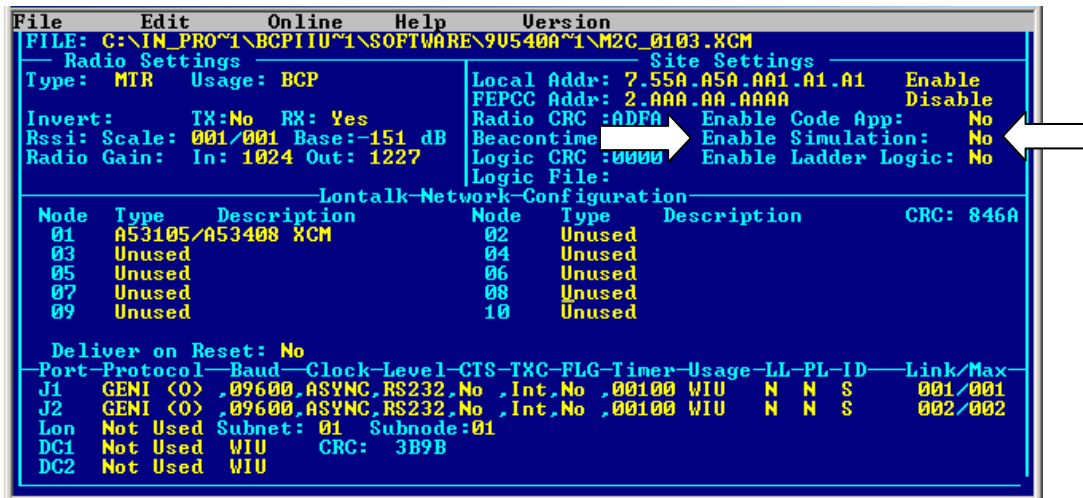 File Edit Online Help Version
FILE: C:\IN_PRO~1\BCPIIU~1\SOFTWARE\9V540A~1\M2C_0103.XCM
Radio Settings Site Settings
Type: MTR Usage: BCP Local Addr: 7.55A.A5A.AA1.A1.A1 Enable
FEPCC Addr: 2.AAA.AA.AAAA Disable
Invert: TX:No RX: Yes Radio CRC :ADFA Enable Code App: No
Rssi: Scale: 001/001 Base:-151 dB Beacontime Enable Simulation: No
Radio Gain: In: 1024 Out: 1227 Logic CRC :0000 Enable Ladder Logic: No
Logic File:
Lontalk-Network-Configuration
Node Type Description Node Type Description CRC: 846A
01 A53105/A53408 XCM 02 Unused
03 Unused 04 Unused
05 Unused 06 Unused
07 Unused 08 Unused
09 Unused 10 Unused
Deliver on Reset: No
Port-Protocol-Baud-Clock-Level-CTS-TXC-FLG-Timer-Usage-LL-PL-ID-Link/Max
J1 GENI (O) ,09600,ASYNC,RS232,No ,Int,No ,00100 WIU N N S 001/001
J2 GENI (O) ,09600,ASYNC,RS232,No ,Int,No ,00100 WIU N N S 002/002
Lon Not Used Subnet: 01 Subnode:01
DC1 Not Used WIU CRC: 3B9B
DC2 Not Used WIU